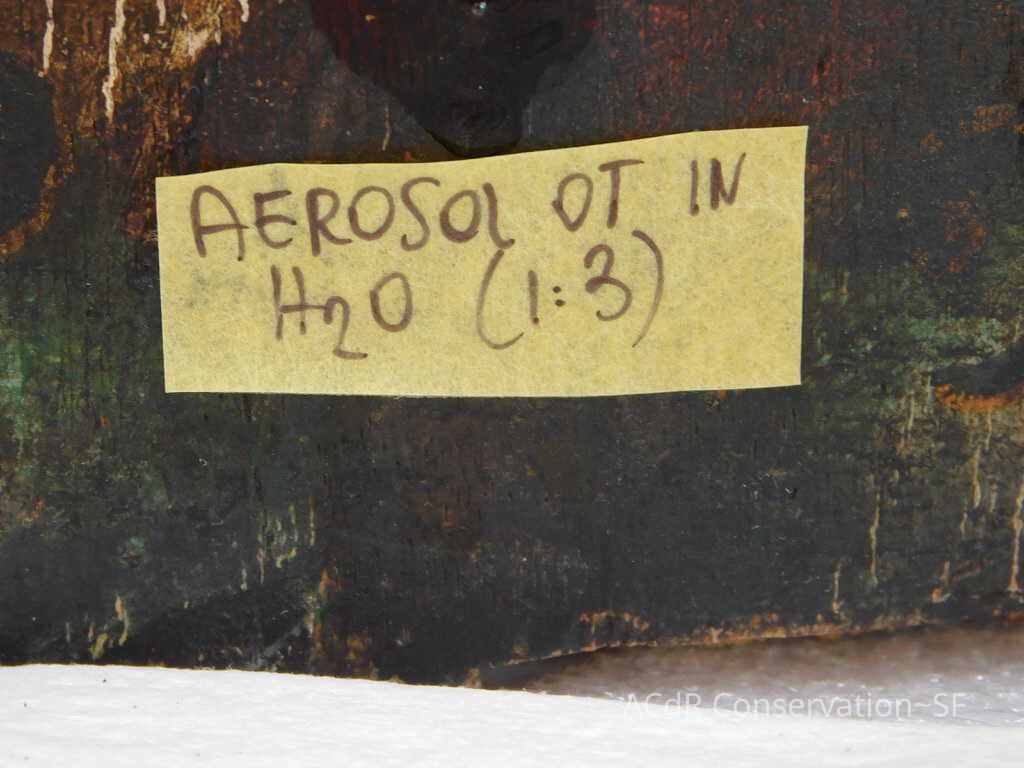 AEROSOL OT IN
H₂O (1:3)
ACdR Conservation~SF